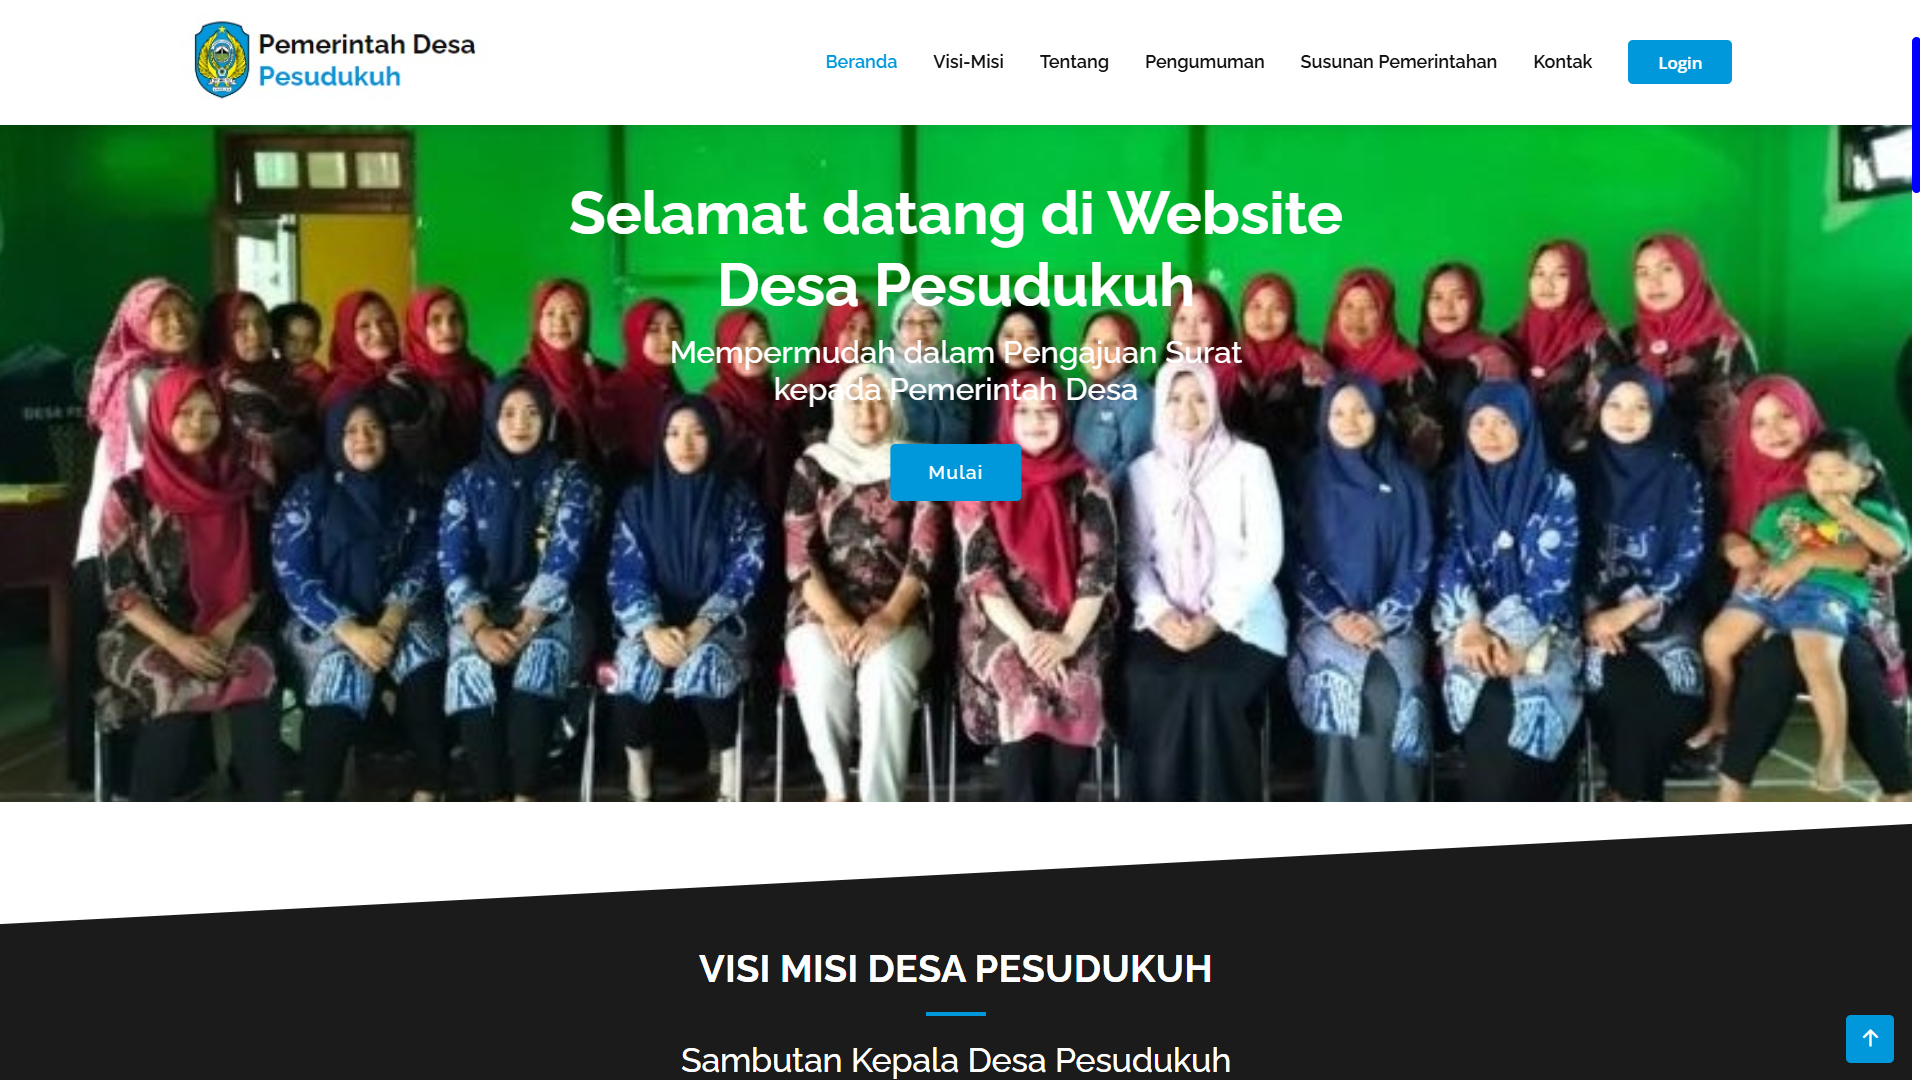 Pemerintah Desa
Pesudukuh
Beranda
Visi-Misi
Tentang
Pengumuman
Susunan Pemerintahan
Kontak
Login
Selamat datang di Website
Desa Pesudukuh
Mempermudah dalam Pengajuan Surat
kepada Pemerintah Desa
Mulai
VISI MISI DESA PESUDUKUH
Sambutan Kepala Desa Pesudukuh